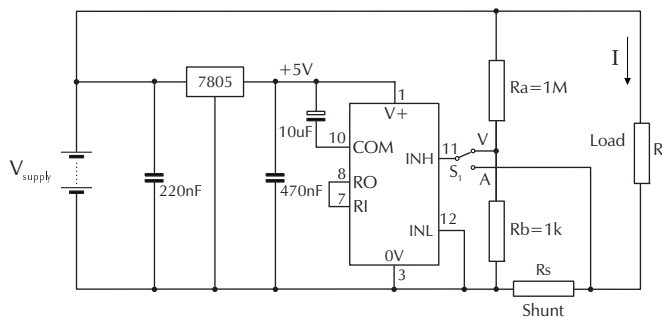 7805
+5V
I
1
V+
Ra=1M
10uF
10
COM
11
INH
V
S₁
A
Load
R
Vsupply
220nF
470nF
8
RO
7
RI
12
INL
Rb=1k
0V
3
Rs
Shunt